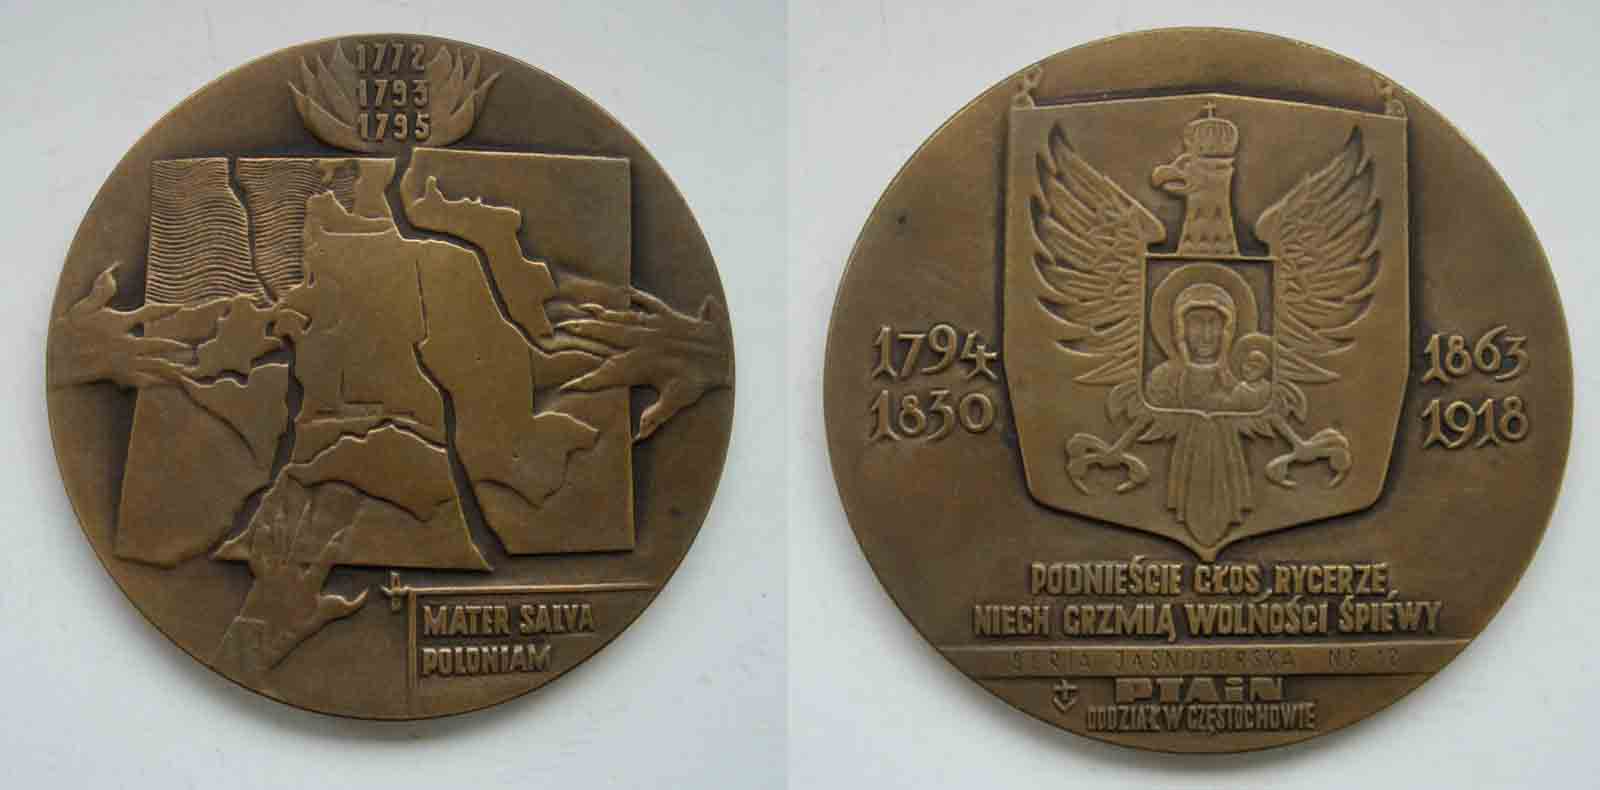 1772
1793
1795
MATER SALVA
POLONIAM
1794
1830
1863
1918
PODNIEŚCIE GŁOS, RYCERZE,
NIECH GRZMIĄ WOLNOŚCI ŚPIEWY
SERIA JASNOGÓRSKA NR 12
PTAiN
ODDZIAŁ W CZĘSTOCHOWIE